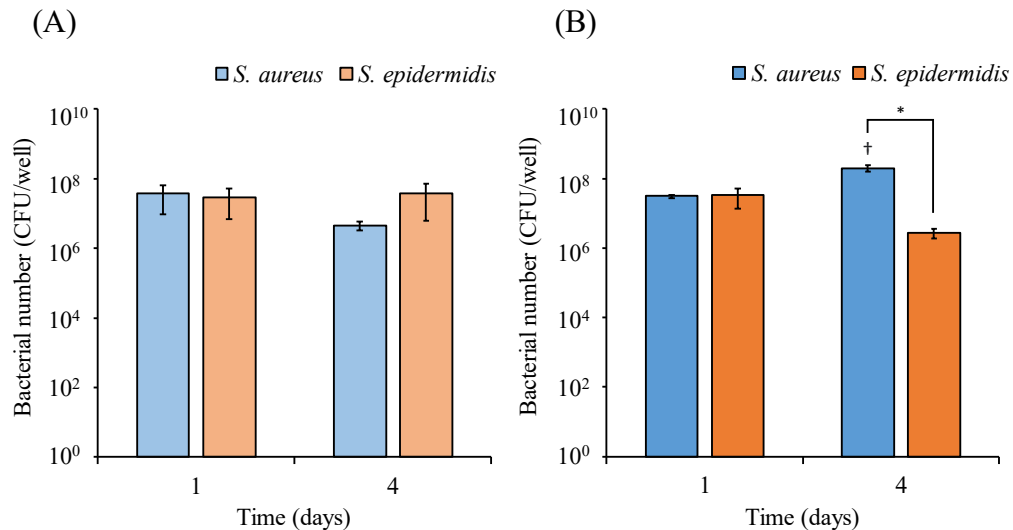 (A)
S. aureus S. epidermidis
Bacterial number (CFU/well)
10^10
10^8
10^6
10^4
10^2
10^0
1 4
Time (days)
(B)
S. aureus S. epidermidis
Bacterial number (CFU/well)
10^10
10^8
10^6
10^4
10^2
10^0
*
†
1 4
Time (days)